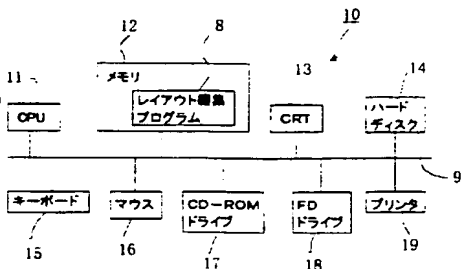 10
12
8
メモリ
11
13
14
レイアウト編集
プログラム
CPU
CRT
ハード
ディスク
9
キーボード
マウス
CD-ROM
ドライブ
FD
ドライブ
プリンタ
15
16
17
18
19